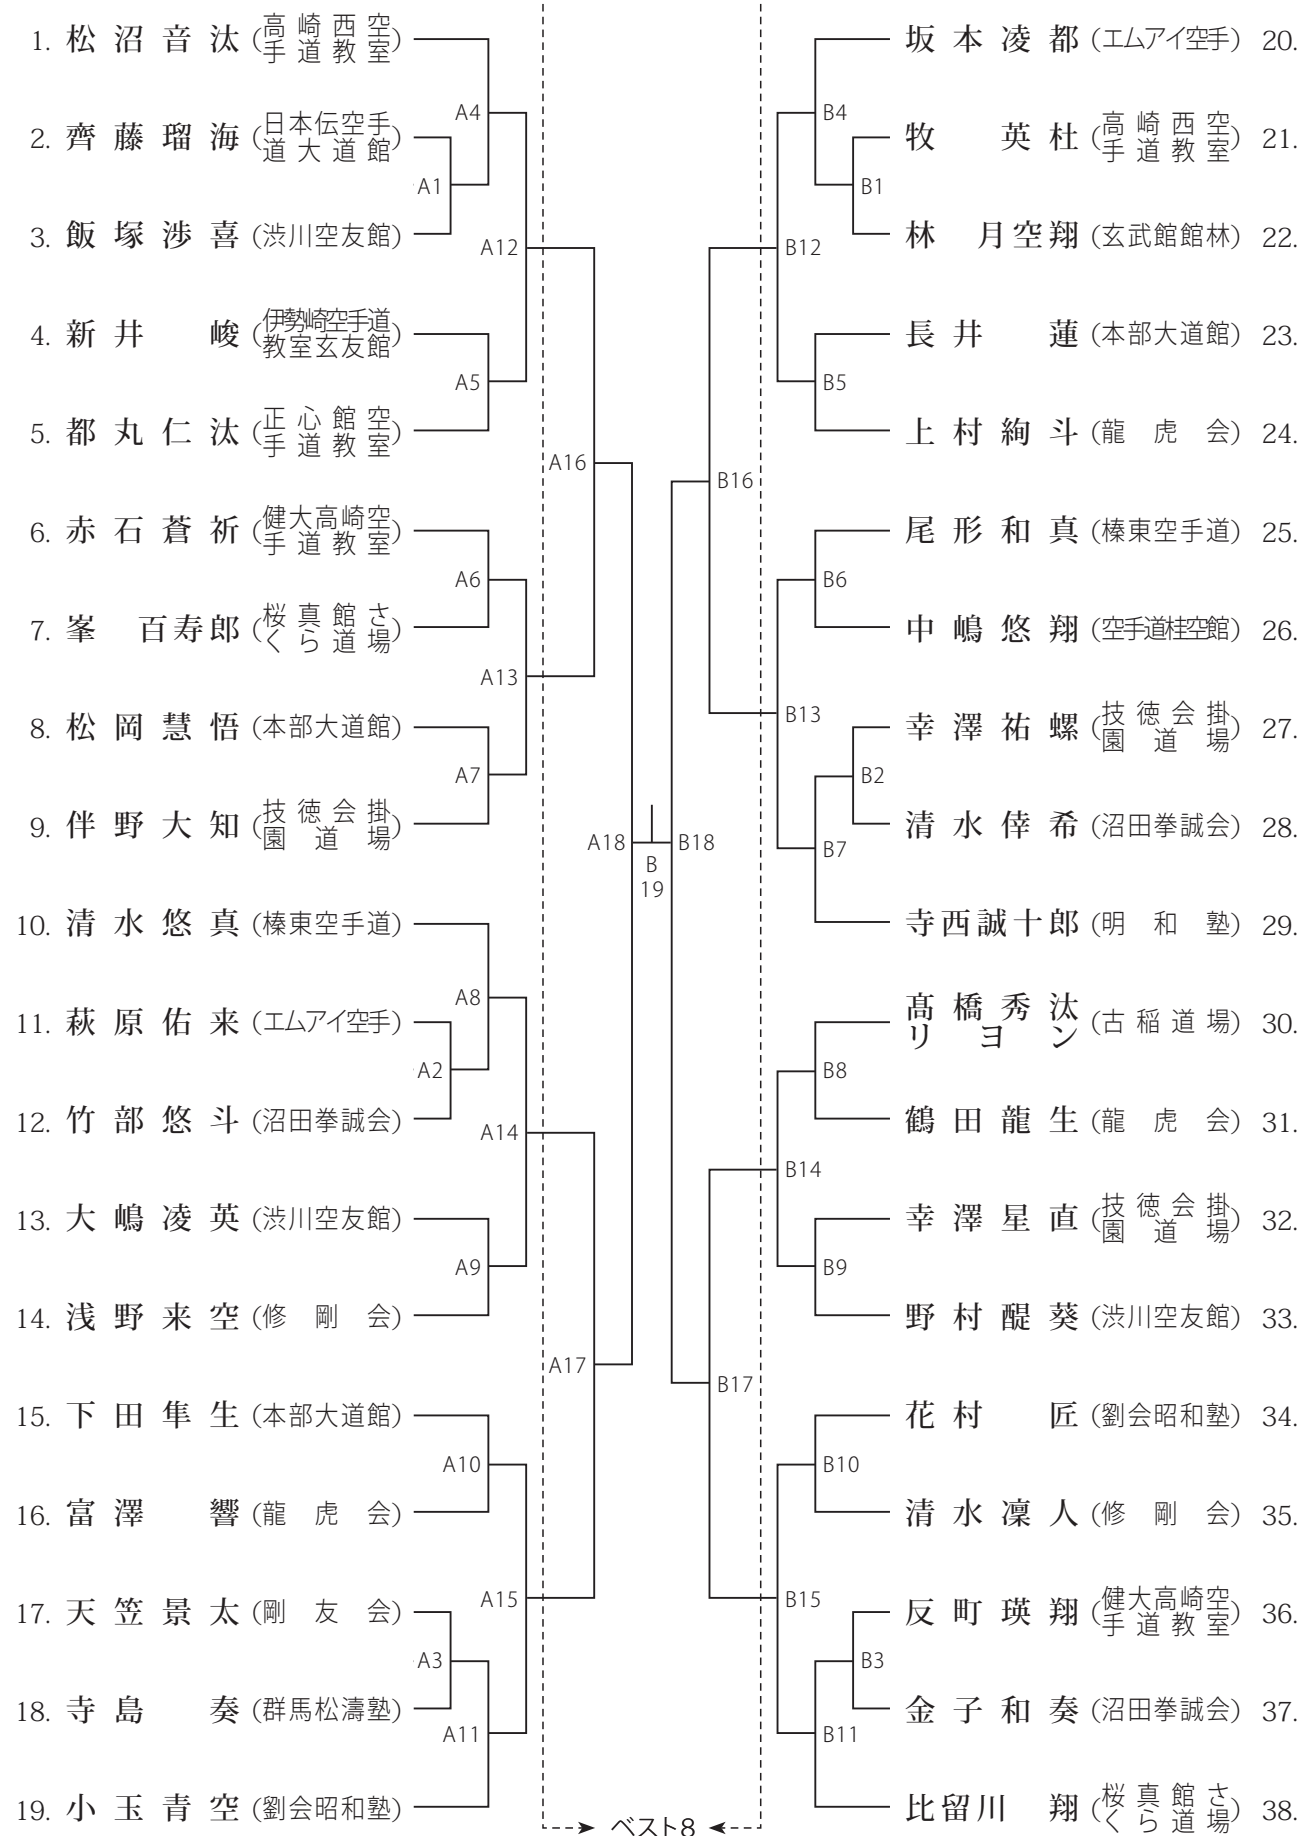 1. 松沼音汰 (高崎西空手道教室)
2. 齊藤瑠海 (日本伝空手道大道館)
3. 飯塚渉喜 (渋川空友館)
4. 新井 峻 (伊勢崎空手道教室玄友館)
5. 都丸仁汰 (正心館空手道教室)
6. 赤石蒼祈 (健大高崎空手道教室)
7. 峯 百寿郎 (桜真館さくら道場)
8. 松岡慧悟 (本部大道館)
9. 伴野大知 (技徳会掛園道場)
10. 清水悠真 (榛東空手道)
11. 萩原佑来 (エムアイ空手)
12. 竹部悠斗 (沼田拳誠会)
13. 大嶋凌英 (渋川空友館)
14. 浅野来空 (修剛会)
15. 下田隼生 (本部大道館)
16. 富澤 響 (龍虎会)
17. 天笠景太 (剛友会)
18. 寺島 奏 (群馬松濤塾)
19. 小玉青空 (劉会昭和塾)
A1
A2
A3
A4
A5
A6
A7
A8
A9
A10
A11
A12
A13
A14
A15
A16
A17
A18
B19
B18
B16
B17
B12
B13
B14
B15
B4
B5
B6
B7
B8
B9
B10
B11
B1
B2
B3
坂本凌都 (エムアイ空手) 20.
牧 英杜 (高崎西空手道教室) 21.
林 月空翔 (玄武館館林) 22.
長井 蓮 (本部大道館) 23.
上村絢斗 (龍虎会) 24.
尾形和真 (榛東空手道) 25.
中嶋悠翔 (空手道桂空館) 26.
幸澤祐螺 (技徳会掛園道場) 27.
清水倖希 (沼田拳誠会) 28.
寺西誠十郎 (明和塾) 29.
髙橋秀汰リヨン (古稲道場) 30.
鶴田龍生 (龍虎会) 31.
幸澤星直 (技徳会掛園道場) 32.
野村醍葵 (渋川空友館) 33.
花村 匠 (劉会昭和塾) 34.
清水凜人 (修剛会) 35.
反町瑛翔 (健大高崎空手道教室) 36.
金子和奏 (沼田拳誠会) 37.
比留川 翔 (桜真館さくら道場) 38.
ベスト8